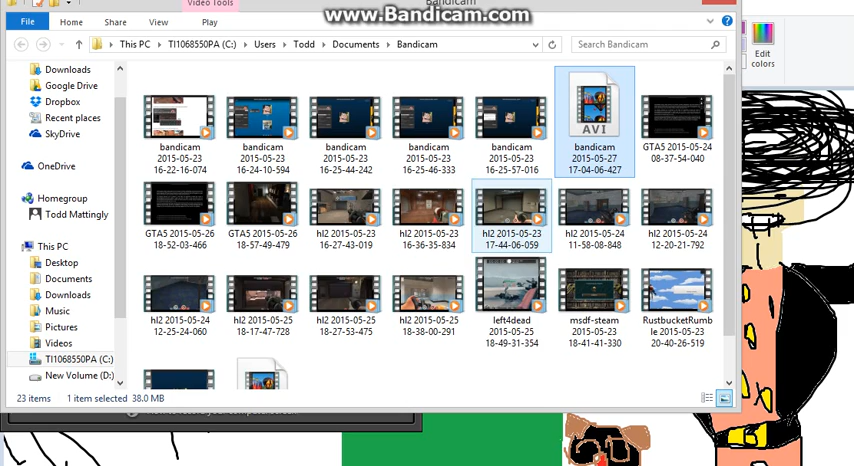 Bandicam
www.Bandicam.com
Video Tools
File
Home
Share
View
Play
This PC
TI1068550PA (C:)
Users
Todd
Documents
Bandicam
Search Bandicam
Edit
colors
Downloads
Google Drive
Dropbox
Recent places
SkyDrive
OneDrive
Homegroup
Todd Mattingly
This PC
Desktop
Documents
Downloads
Music
Pictures
Videos
TI1068550PA (C:)
New Volume (D:)
bandicam
2015-05-23
16-22-16-074
bandicam
2015-05-23
16-24-10-594
bandicam
2015-05-23
16-25-44-242
bandicam
2015-05-23
16-25-46-333
bandicam
2015-05-23
16-25-57-016
AVI
bandicam
2015-05-27
17-04-06-427
GTA5 2015-05-24
08-37-54-040
GTA5 2015-05-26
18-52-03-466
GTA5 2015-05-26
18-57-49-479
hl2 2015-05-23
16-27-43-019
hl2 2015-05-23
16-36-35-834
hl2 2015-05-23
17-44-06-059
hl2 2015-05-24
11-58-08-848
hl2 2015-05-24
12-20-21-792
hl2 2015-05-24
12-25-24-060
hl2 2015-05-25
18-17-47-728
hl2 2015-05-25
18-27-53-475
hl2 2015-05-25
18-38-00-291
left4dead
2015-05-25
18-49-31-354
msdf-steam
2015-05-23
18-41-41-330
RustbucketRumb
le 2015-05-23
20-40-26-519
23 items
1 item selected 38.0 MB